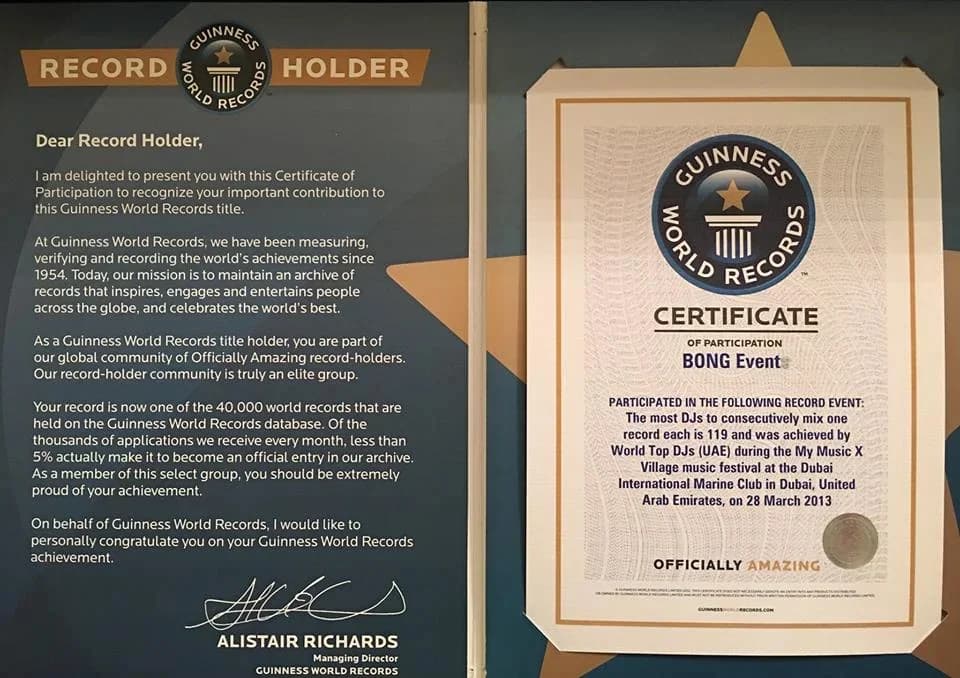 RECORD HOLDER
GUINNESS
WORLD RECORDS
Dear Record Holder,
I am delighted to present you with this Certificate of
Participation to recognize your important contribution to
this Guinness World Records title.
At Guinness World Records, we have been measuring,
verifying and recording the world's achievements since
1954. Today, our mission is to maintain an archive of
records that inspires, engages and entertains people
across the globe, and celebrates the world's best.
As a Guinness World Records title holder, you are part of
our global community of Officially Amazing record-holders.
Our record-holder community is truly an elite group.
Your record is now one of the 40,000 world records that are
held on the Guinness World Records database. Of the
thousands of applications we receive every month, less than
5% actually make it to become an official entry in our archive.
As a member of this select group, you should be extremely
proud of your achievement.
On behalf of Guinness World Records, I would like to
personally congratulate you on your Guinness World Records
achievement.
ALISTAIR RICHARDS
Managing Director
GUINNESS WORLD RECORDS
GUINNESS
WORLD RECORDS
TM
CERTIFICATE
OF PARTICIPATION
BONG Event
PARTICIPATED IN THE FOLLOWING RECORD EVENT:
The most DJs to consecutively mix one
record each is 119 and was achieved by
World Top DJs (UAE) during the My Music X
Village music festival at the Dubai
International Marine Club in Dubai, United
Arab Emirates, on 28 March 2013
OFFICIALLY AMAZING
GUINNESSWORLDRECORDS.COM